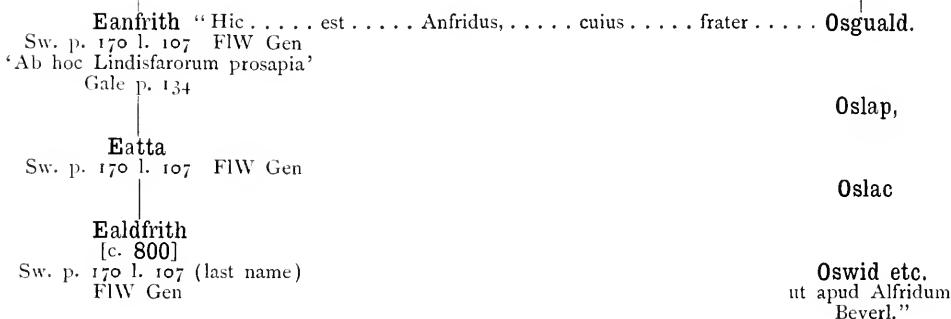 Eanfrith “ Hic . . . . . est . . . . . Anfridus, . . . . . cuius . . . . . frater . . . . . Osguald.
Sw. p. 170 l. 107 FlW Gen
‘Ab hoc Lindisfarorum prosapia’
Gale p. 134
Oslap,
Eatta
Sw. p. 170 l. 107 FlW Gen
Oslac
Ealdfrith
[c. 800]
Sw. p. 170 l. 107 (last name)
FlW Gen
Oswid etc.
ut apud Alfridum
Beverl.”